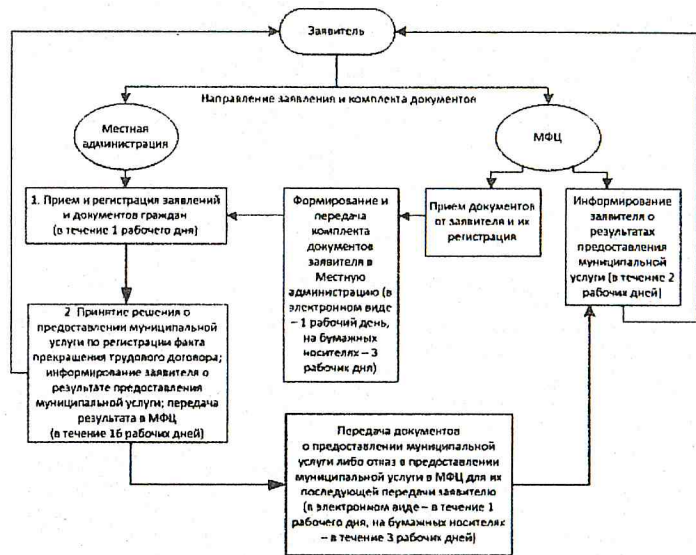 Заявитель
Направление заявления и комплекта документов
Местная
администрация
МФЦ
1. Прием и регистрация заявлений
и документов граждан
(в течение 1 рабочего дня)
Формирование и
передача
комплекта
документов
заявителя в
Местную
администрацию (в
электронном виде
– 1 рабочий день,
на бумажных
носителях – 3
рабочих дня)
Прием документов
от заявителя и их
регистрация
Информирование
заявителя о
результатах
предоставления
муниципальной
услуги (в течение 2
рабочих дней)
2 Принятие решения о
предоставлении муниципальной
услуги по регистрации факта
прекращения трудового договора;
информирование заявителя о
результате предоставления
муниципальной услуги; передача
результата в МФЦ
(в течение 16 рабочих дней)
Передача документов
о предоставлении муниципальной
услуги либо отказ в предоставлении
муниципальной услуги в МФЦ для их
последующей передачи заявителю
(в электронном виде – в течение 1
рабочего дня, на бумажных носителях
– в течение 3 рабочих дней)